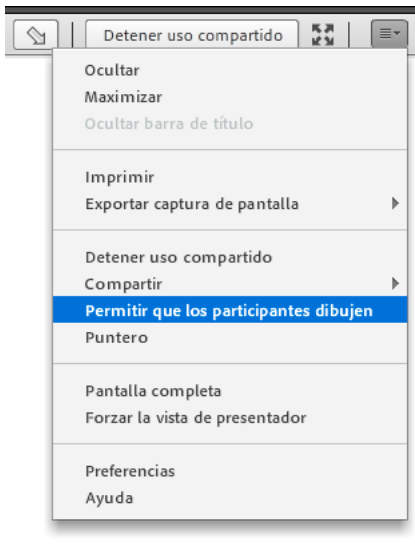 Detener uso compartido
Ocultar
Maximizar
Ocultar barra de título
Imprimir
Exportar captura de pantalla
Detener uso compartido
Compartir
Permitir que los participantes dibujen
Puntero
Pantalla completa
Forzar la vista de presentador
Preferencias
Ayuda